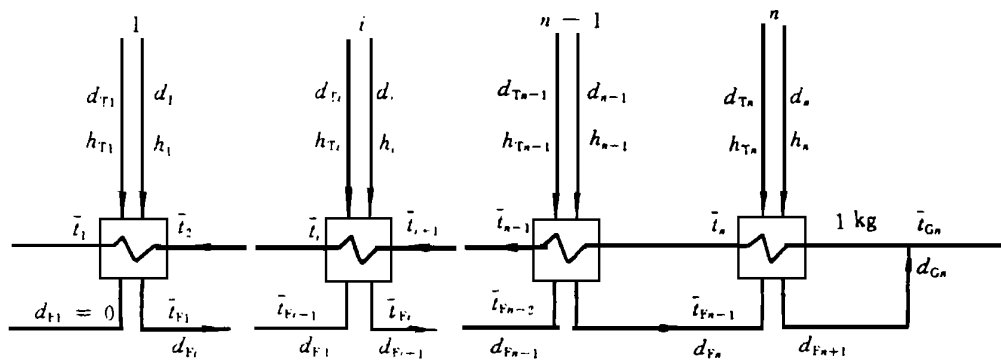 1 i n − 1 n
d_T1 d_1 d_Ti d_i d_Tn−1 d_n−1 d_Tn d_n
h_T1 h_1 h_Ti h_i h_Tn−1 h_n−1 h_Tn h_n
t̄_1 t̄_2 t̄_i t̄_i+1 t̄_n−1 t̄_n 1 kg t̄_Gn
d_Gn
d_F1 = 0 t̄_F1 t̄_Fi−1 t̄_Fi t̄_Fn−2 t̄_Fn−1
d_Fi d_F1 d_Fi+1 d_Fn−1 d_Fn d_Fn+1